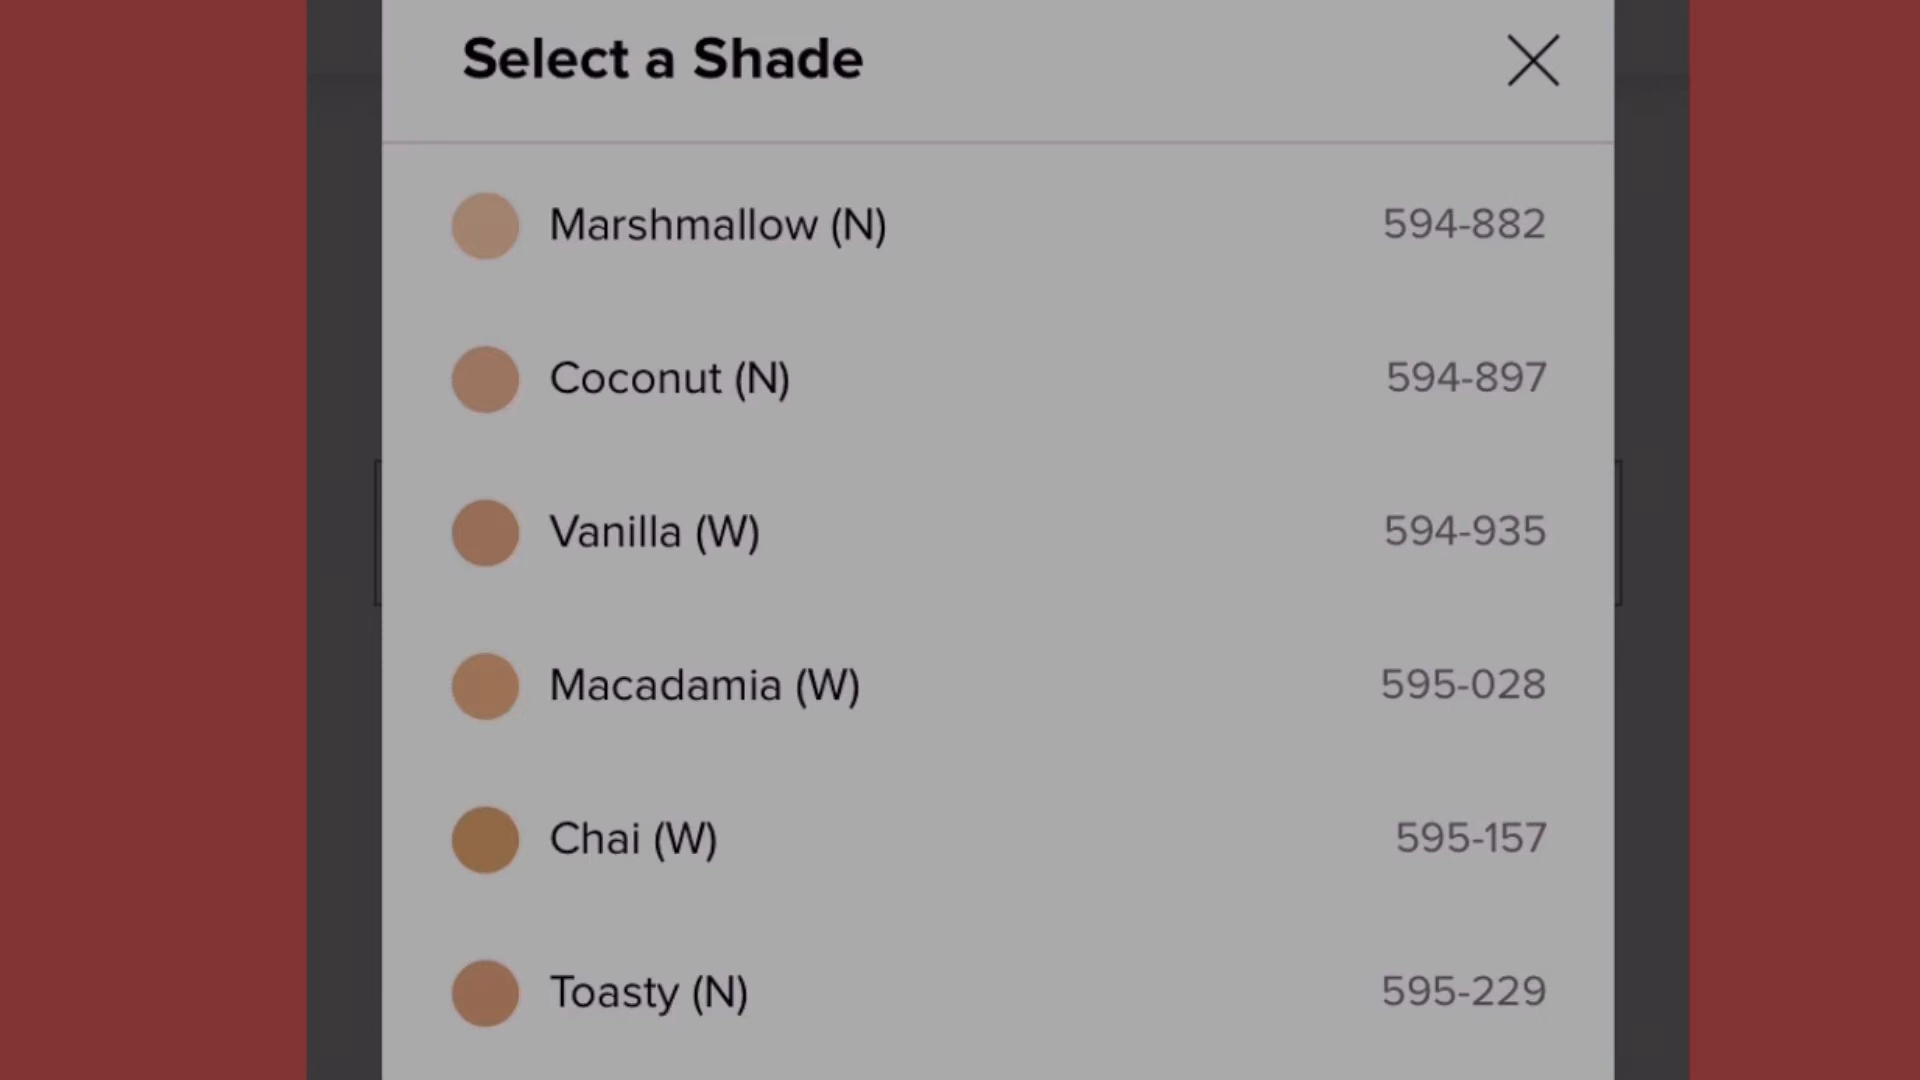 Select a Shade
Marshmallow (N) 594-882
Coconut (N) 594-897
Vanilla (W) 594-935
Macadamia (W) 595-028
Chai (W) 595-157
Toasty (N) 595-229